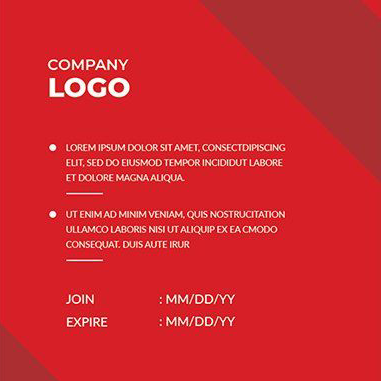 COMPANY
LOGO
LOREM IPSUM DOLOR SIT AMET, CONSECTDIPISCING
ELIT, SED DO EIUSMOD TEMPOR INCIDIDUT LABORE
ET DOLORE MAGNA ALIQUA.
UT ENIM AD MINIM VENIAM, QUIS NOSTRUCITATION
ULLAMCO LABORIS NISI UT ALIQUIP EX EA CMODO
CONSEQUAT. DUIS AUTE IRUR
JOIN : MM/DD/YY
EXPIRE : MM/DD/YY